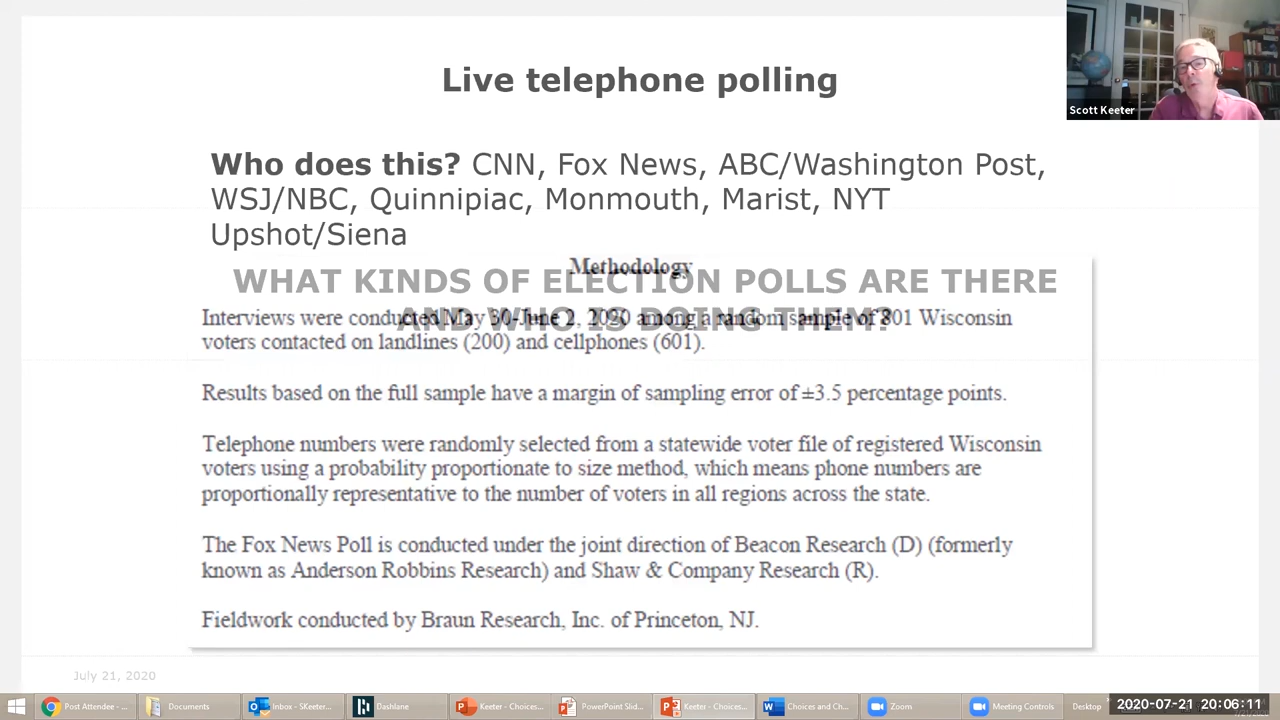 Live telephone polling
Scott Keeter
Who does this? CNN, Fox News, ABC/Washington Post,
WSJ/NBC, Quinnipiac, Monmouth, Marist, NYT
Upshot/Siena
Methodology
WHAT KINDS OF ELECTION POLLS ARE THERE
AND WHO IS DOING THEM?
Interviews were conducted May 30-June 2, 2020 among a random sample of 801 Wisconsin
voters contacted on landlines (200) and cellphones (601).
Results based on the full sample have a margin of sampling error of ±3.5 percentage points.
Telephone numbers were randomly selected from a statewide voter file of registered Wisconsin
voters using a probability proportionate to size method, which means phone numbers are
proportionally representative to the number of voters in all regions across the state.
The Fox News Poll is conducted under the joint direction of Beacon Research (D) (formerly
known as Anderson Robbins Research) and Shaw & Company Research (R).
Fieldwork conducted by Braun Research, Inc. of Princeton, NJ.
July 21, 2020
Post Attendee - ...
Documents
Inbox - SKeeter...
Dashlane
Keeter - Choices...
PowerPoint Slid...
Keeter - Choices...
Choices and Ch...
Zoom
Meeting Controls
Desktop
2020-07-21 20:06:11